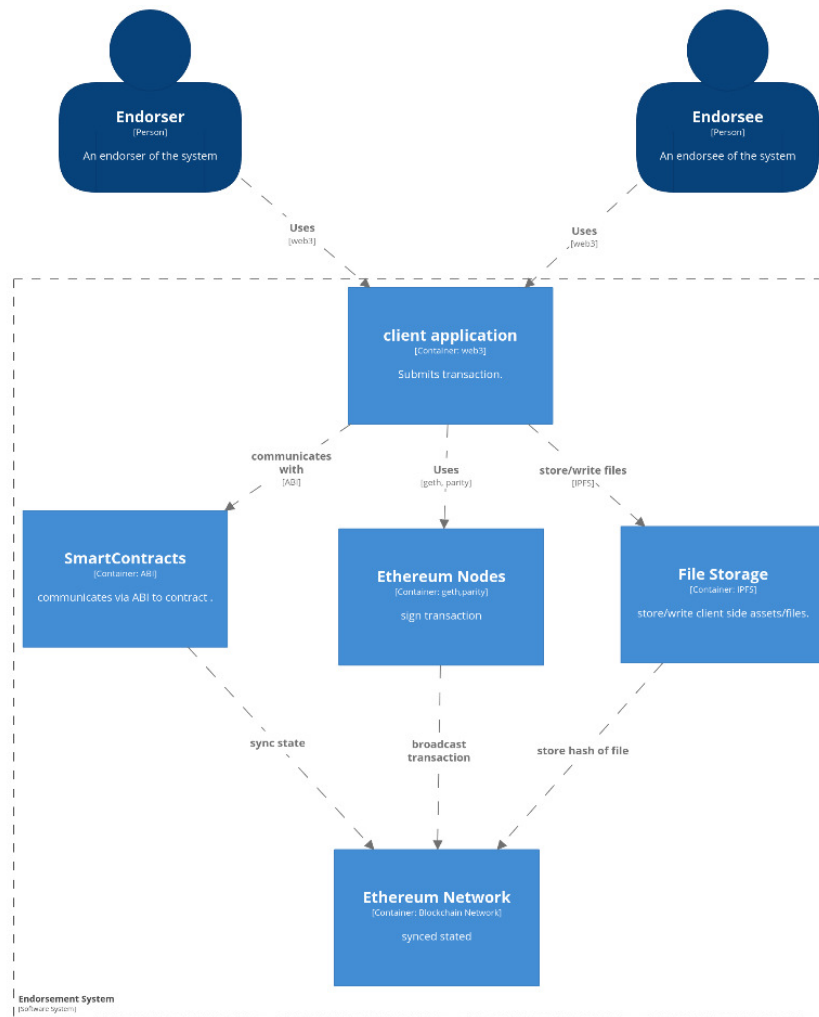 Endorser
[Person]
An endorser of the system
Endorsee
[Person]
An endorsee of the system
Uses
[web3]
Uses
[web3]
client application
[Container: web3]
Submits transaction.
communicates
with
[ABI]
Uses
[geth, parity]
store/write files
[IPFS]
SmartContracts
[Container: ABI]
communicates via ABI to contract .
Ethereum Nodes
[Container: geth,parity]
sign transaction
File Storage
[Container: IPFS]
store/write client side assets/files.
sync state
broadcast
transaction
store hash of file
Ethereum Network
[Container: Blockchain Network]
synced stated
Endorsement System
[Software System]